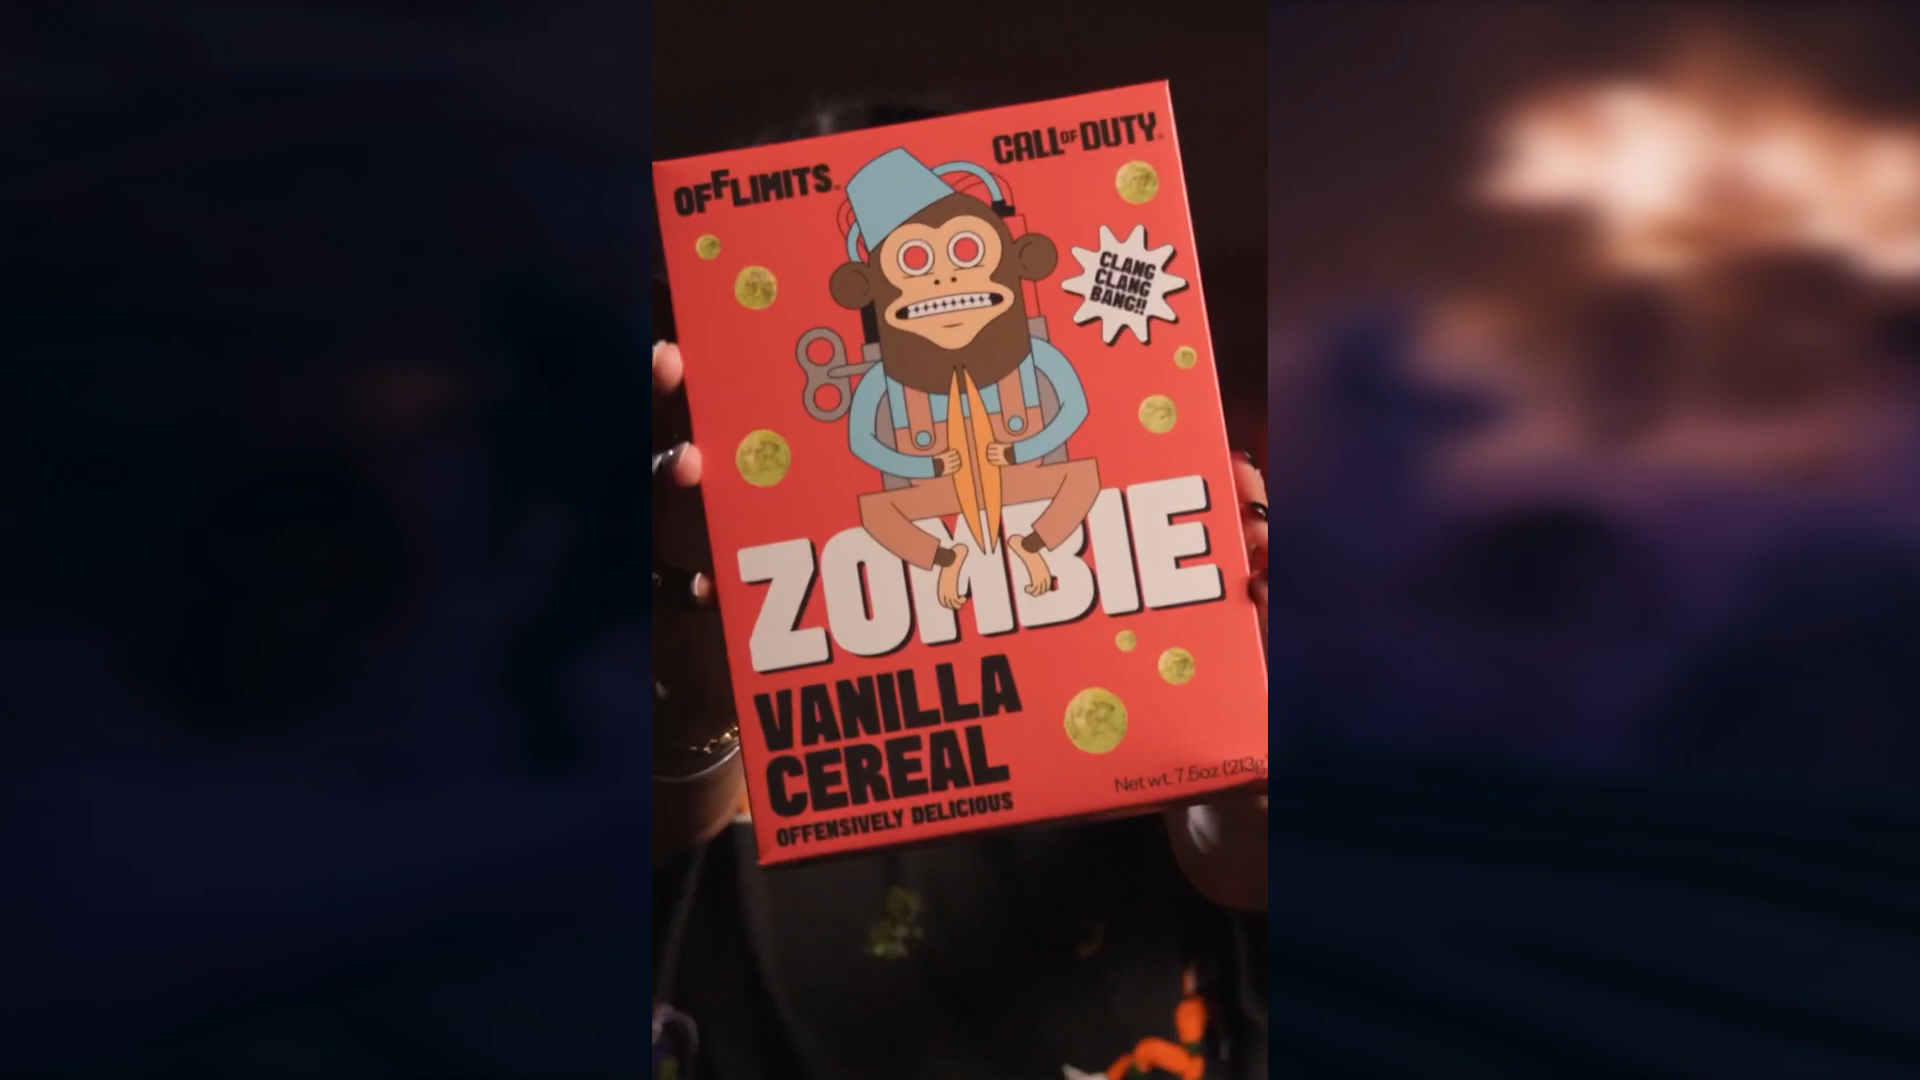 OFFLIMITS®
CALL OF DUTY®
CLANG
CLANG
BANG!!
ZOMBIE
VANILLA
CEREAL
OFFENSIVELY DELICIOUS
Net wt. 7.5oz (213g